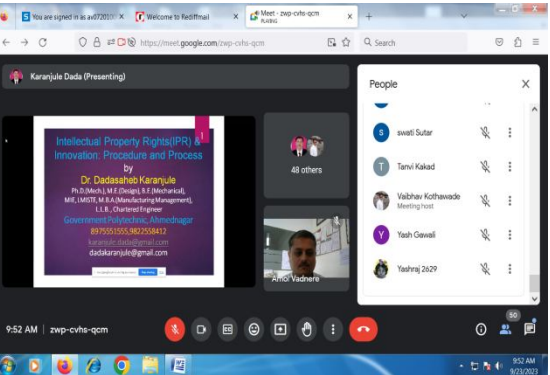 You are signed in as av0720100
Welcome to Rediffmail
Meet - zwp-cvhs-qcm
PLAYING
https://meet.google.com/zwp-cvhs-qcm
Search
Karanjule Dada (Presenting)
1
Intellectual Property Rights(IPR) &
Innovation: Procedure and Process
by
Dr. Dadasaheb Karanjule
Ph.D.(Mech.), M.E.(Design), B.E.(Mechanical),
MIE, LMISTE, M.B.A.(Manufacturing Management),
L.L.B., Chartered Engineer
Government Polytechnic, Ahmednagar
8975551555,9822558412
karanjule.dada@gmail.com
dadakaranjule@gmail.com
48 others
Amol Vadnere
People
S
swati Sutar
T
Tanvi Kakad
Vaibhav Kothawade
Meeting host
Y
Yash Gawali
Yashraj 2629
9:52 AM | zwp-cvhs-qcm
50
9:52 AM
9/23/2023